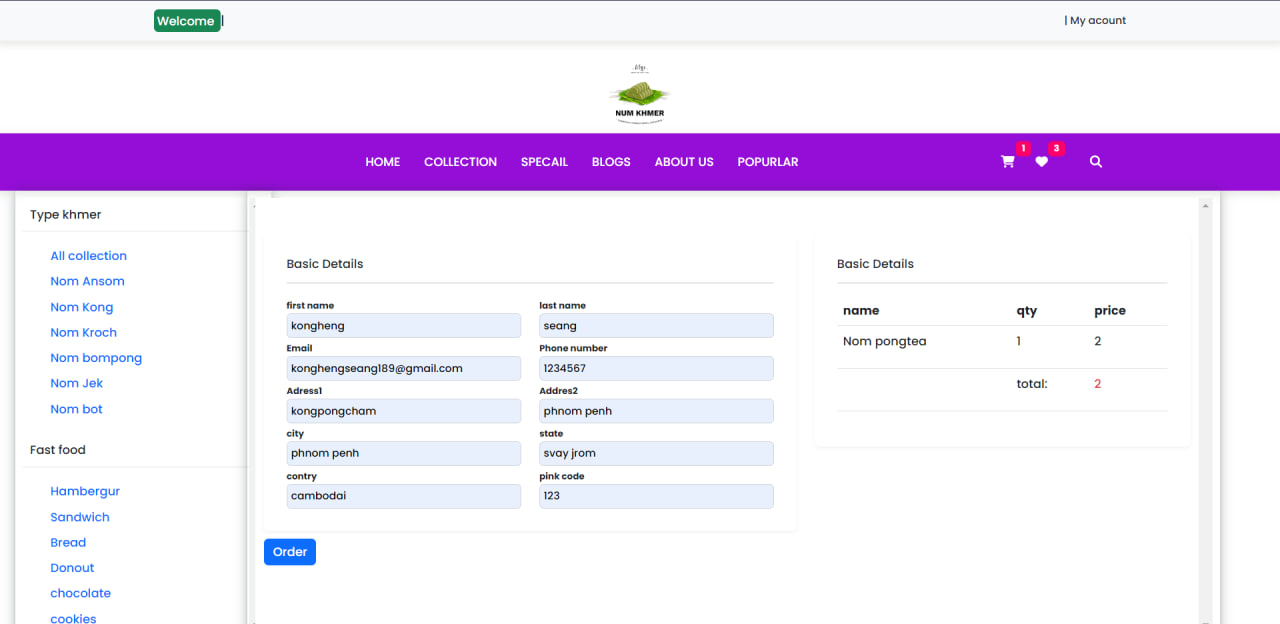 Welcome |
| My acount
NUM KHMER
HOME COLLECTION SPECAIL BLOGS ABOUT US POPURLAR 1 3
Type khmer
All collection
Nom Ansom
Nom Kong
Nom Kroch
Nom bompong
Nom Jek
Nom bot
Fast food
Hambergur
Sandwich
Bread
Donout
chocolate
cookies
Basic Details
first name last name
kongheng seang
Email Phone number
konghengseang189@gmail.com 1234567
Adress1 Addres2
kongpongcham phnom penh
city state
phnom penh svay jrom
contry pink code
cambodai 123
Order
Basic Details
name qty price
Nom pongtea 1 2
total: 2